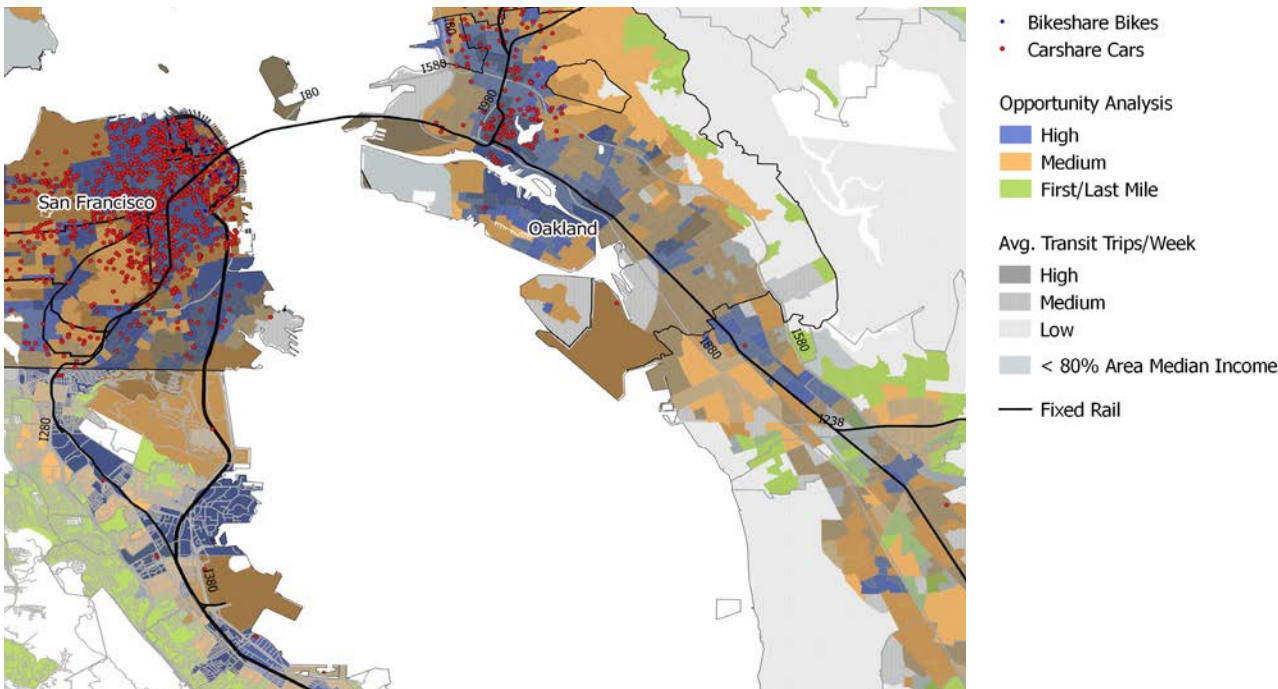 I80
I580
I80
I980
San Francisco
Oakland
I880
I580
I238
I280
I380
Bikeshare Bikes
Carshare Cars
Opportunity Analysis
High
Medium
First/Last Mile
Avg. Transit Trips/Week
High
Medium
Low
< 80% Area Median Income
Fixed Rail